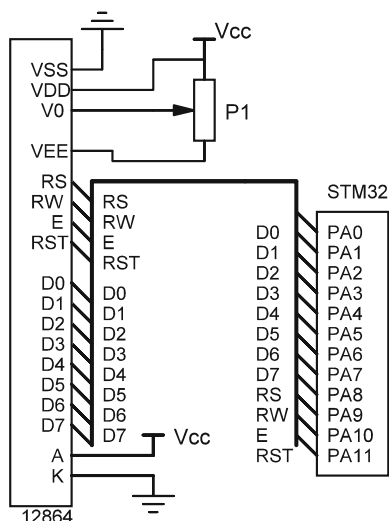 Vcc
VSS
VDD
V0
P1
VEE
RS
RW
E
RST
D0
D1
D2
D3
D4
D5
D6
D7
A
K
12864
RS
RW
E
RST
D0
D1
D2
D3
D4
D5
D6
D7
Vcc
STM32
D0
D1
D2
D3
D4
D5
D6
D7
RS
RW
E
RST
PA0
PA1
PA2
PA3
PA4
PA5
PA6
PA7
PA8
PA9
PA10
PA11